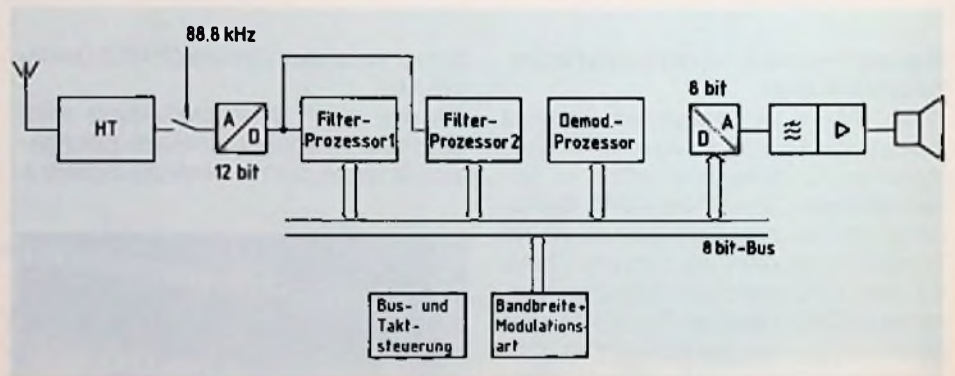 88.8 kHz
HT
A
D
12 bit
Filter-
Prozessor1
Filter-
Prozessor2
Demod.-
Prozessor
8 bit
D
A
8 bit-Bus
Bus- und
Takt-
steuerung
Bandbreite+
Modulations-
art